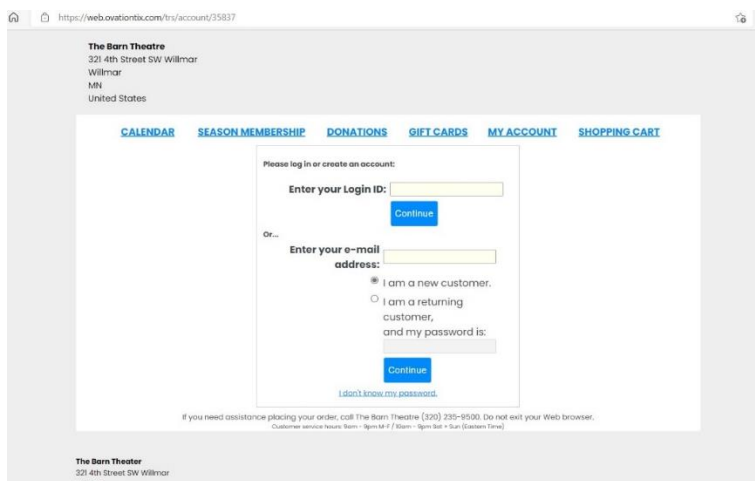 https://web.ovationtix.com/trs/account/35837
The Barn Theatre
321 4th Street SW Willmar
Willmar
MN
United States
CALENDAR SEASON MEMBERSHIP DONATIONS GIFT CARDS MY ACCOUNT SHOPPING CART
Please log in or create an account:
Enter your Login ID:
Continue
Or...
Enter your e-mail
address:
I am a new customer.
I am a returning
customer,
and my password is:
Continue
I don't know my password.
If you need assistance placing your order, call The Barn Theatre (320) 235-9500. Do not exit your Web browser.
Customer service hours: 9am - 9pm M-F / 10am - 9pm Sat + Sun (Eastern Time)
The Barn Theater
321 4th Street SW Willmar